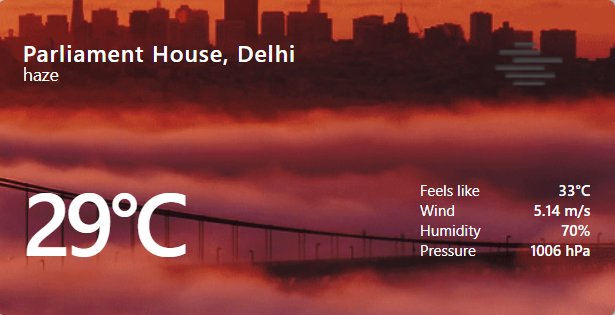 Parliament House, Delhi
haze
29°C
Feels like 33°C
Wind 5.14 m/s
Humidity 70%
Pressure 1006 hPa